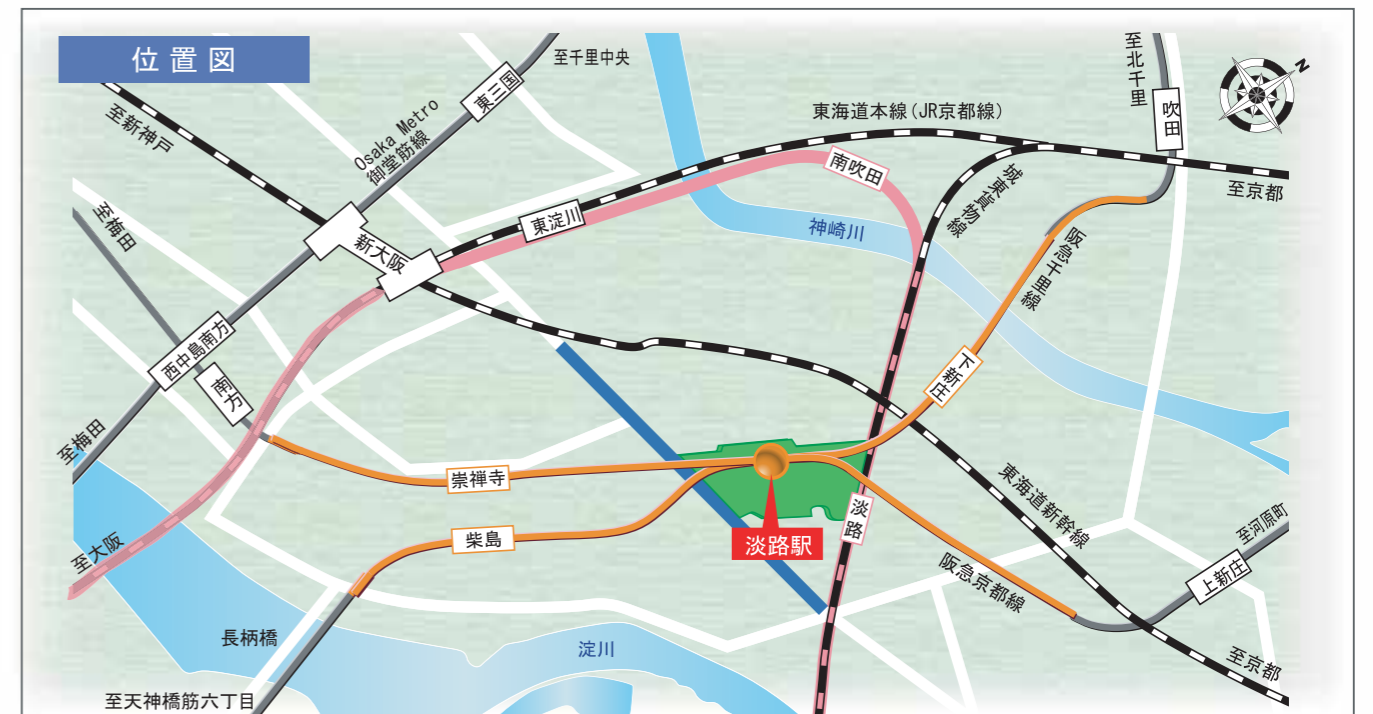 位置図
至千里中央
至北千里
N
東三国
吹田
東海道本線(JR京都線)
至新神戸
Osaka Metro
御堂筋線
南吹田
城東貨物線
至京都
至梅田
東淀川
神崎川
新大阪
阪急千里線
西中島南方
南方
下新庄
至梅田
崇禅寺
東海道新幹線
淡路
至河原町
柴島
淡路駅
至大阪
阪急京都線
上新庄
長柄橋
淀川
至京都
至天神橋筋六丁目